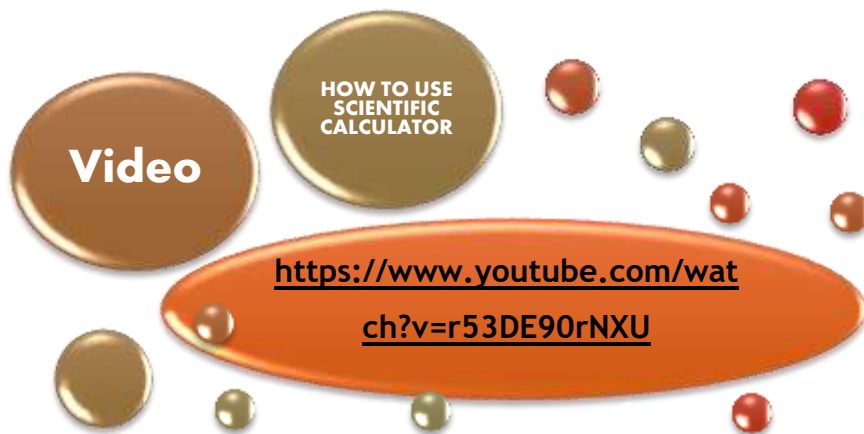 HOW TO USE
SCIENTIFIC
CALCULATOR
Video
https://www.youtube.com/wat
ch?v=r53DE90rNXU